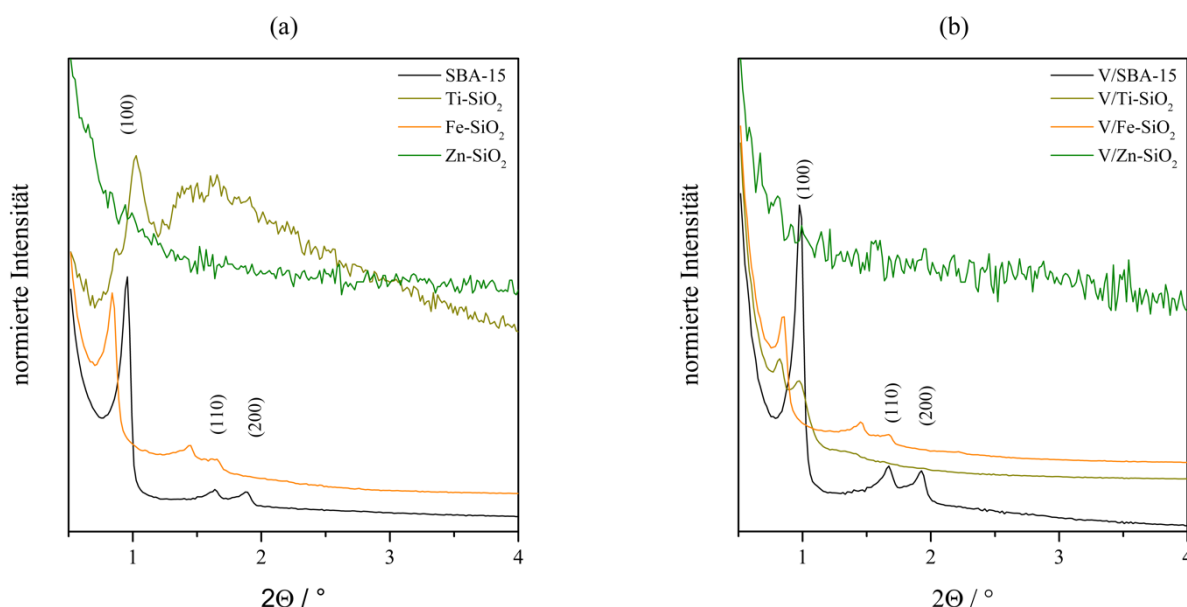 (a)
SBA-15
Ti-SiO₂
Fe-SiO₂
Zn-SiO₂
(100)
(110)
(200)
normierte Intensität
1 2 3 4
2Θ / °
(b)
V/SBA-15
V/Ti-SiO₂
V/Fe-SiO₂
V/Zn-SiO₂
(100)
(110)
(200)
normierte Intensität
1 2 3 4
2Θ / °